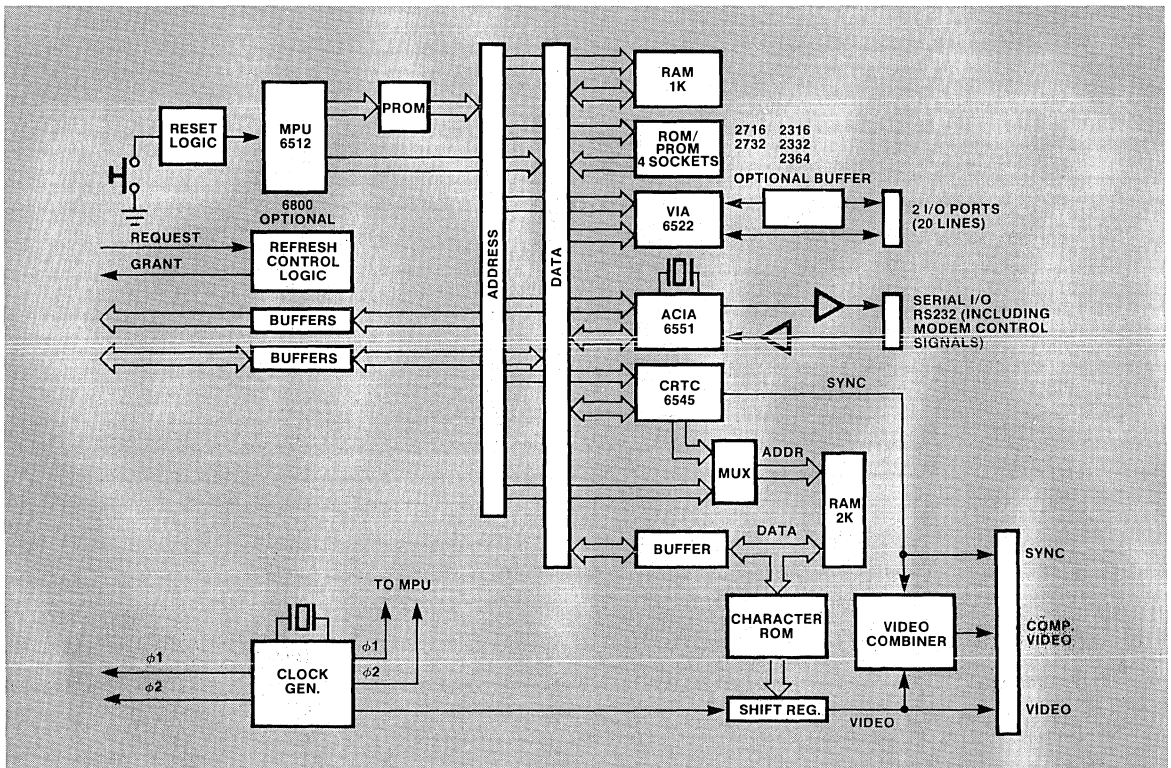 RESET
LOGIC
MPU
6512
6800
OPTIONAL
PROM
ADDRESS
DATA
RAM
1K
ROM/
PROM
4 SOCKETS
2716 2316
2732 2332
2364
OPTIONAL BUFFER
VIA
6522
2 I/O PORTS
(20 LINES)
REQUEST
GRANT
REFRESH
CONTROL
LOGIC
BUFFERS
BUFFERS
ACIA
6551
SERIAL I/O
RS232 (INCLUDING
MODEM CONTROL
SIGNALS)
CRTC
6545
SYNC
MUX
ADDR
RAM
2K
BUFFER
DATA
CHARACTER
ROM
VIDEO
COMBINER
SYNC
COMP.
VIDEO
VIDEO
TO MPU
φ1
φ2
CLOCK
GEN.
φ1
φ2
SHIFT REG.
VIDEO